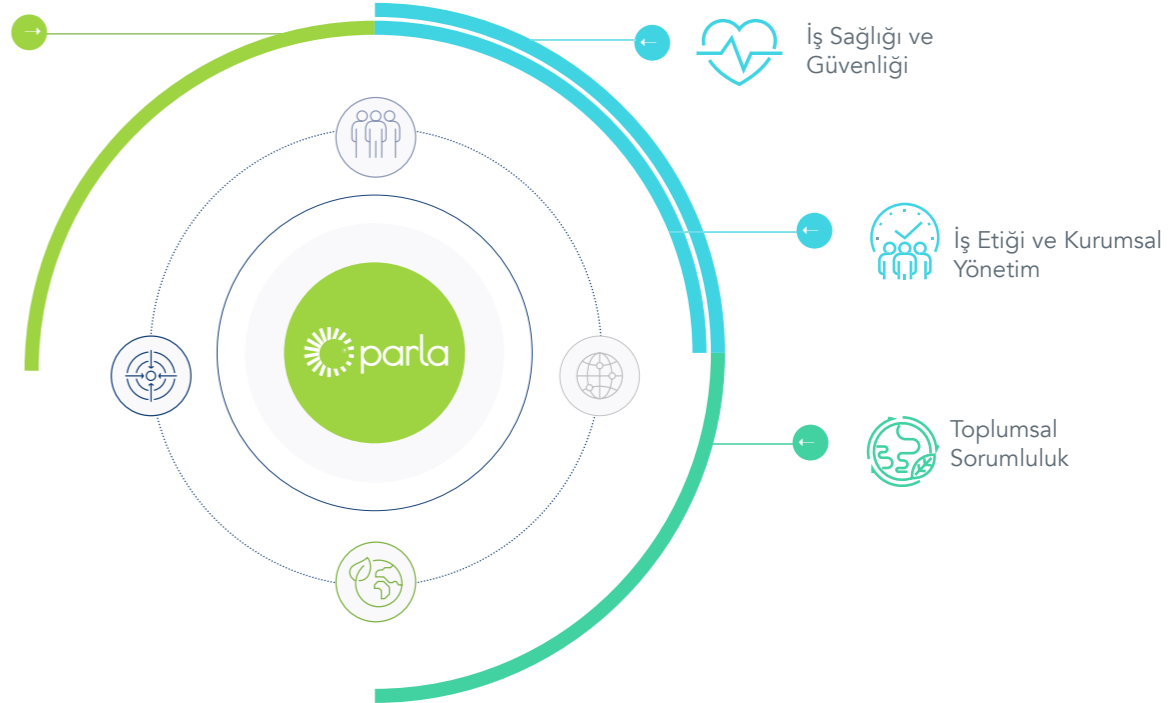 İş Sağlığı ve
Güvenliği
İş Etiği ve Kurumsal
Yönetim
parla
Toplumsal
Sorumluluk